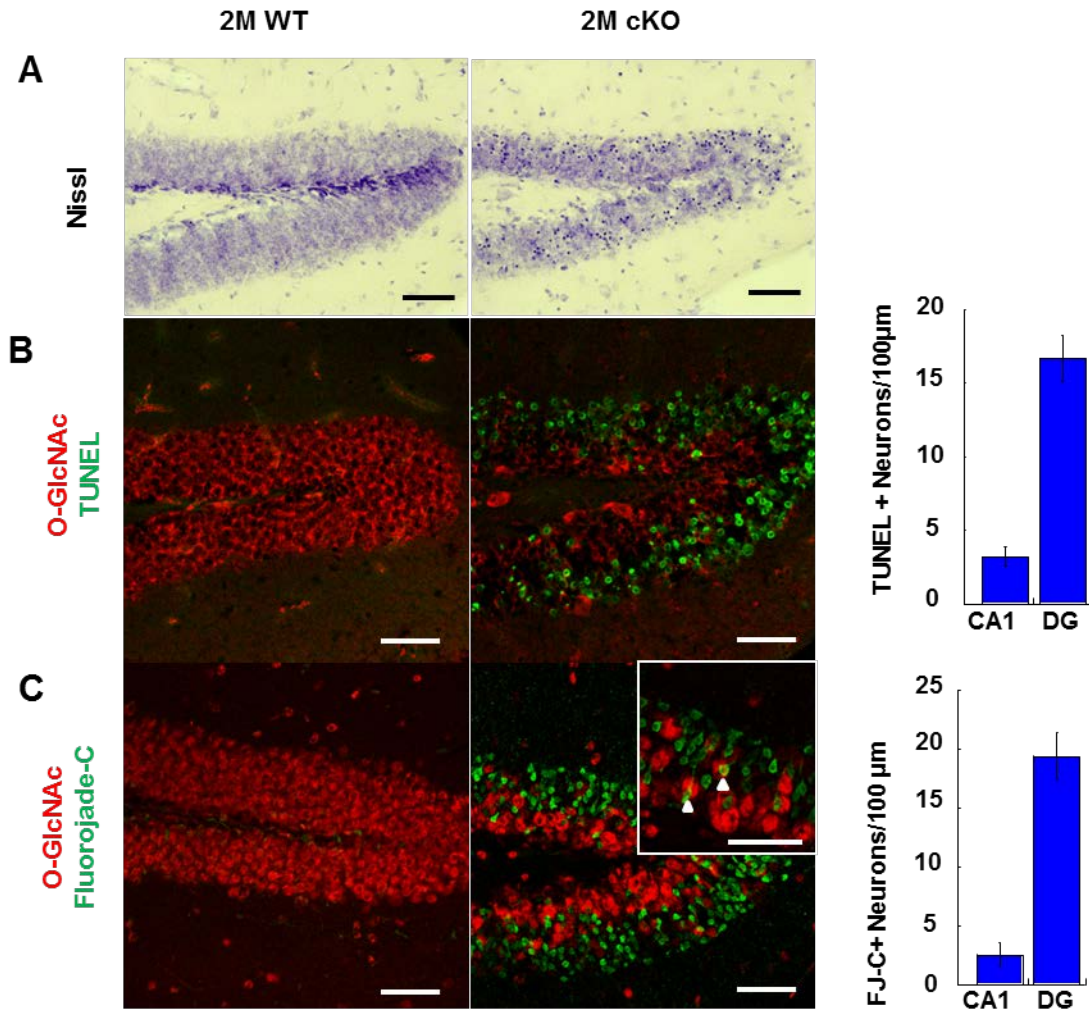 2M WT
2M cKO
A
Nissl
B
O-GlcNAc
TUNEL
TUNEL + Neurons/100µm
20
15
10
5
0
CA1 DG
C
O-GlcNAc
Fluorojade-C
FJ-C+ Neurons/100 µm
25
20
15
10
5
0
CA1 DG